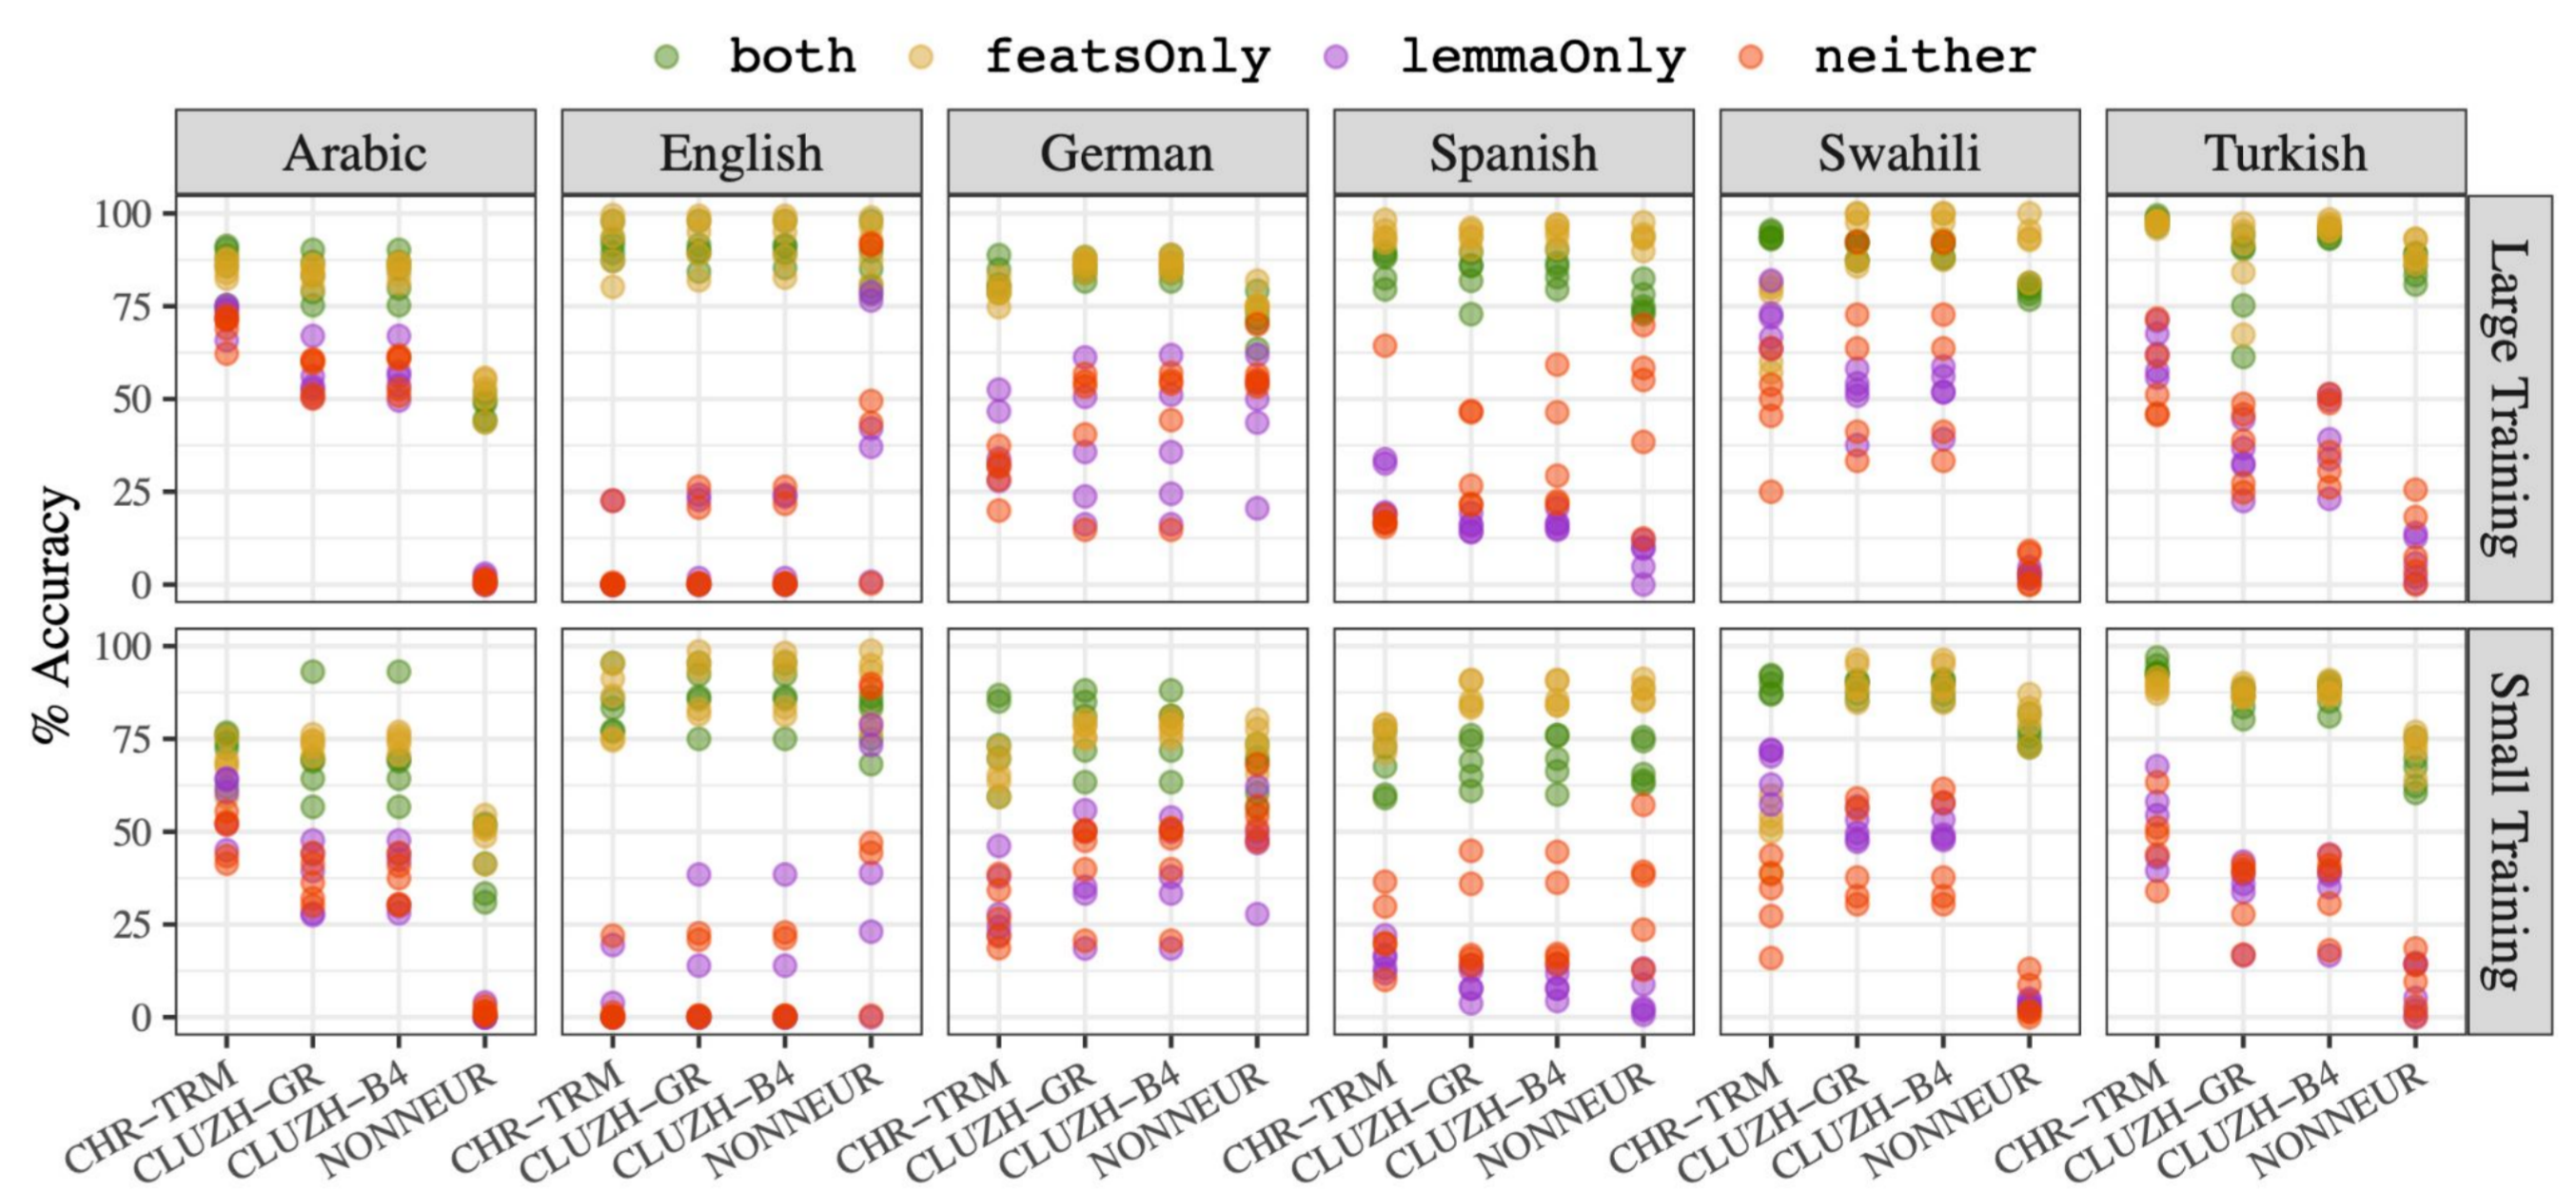 both featsOnly lemmaOnly neither
Arabic English German Spanish Swahili Turkish
% Accuracy
100
75
50
25
0
Large Training
100
75
50
25
0
Small Training
CHR-TRM CLUZH-GR CLUZH-B4 NONNEUR CHR-TRM CLUZH-GR CLUZH-B4 NONNEUR CHR-TRM CLUZH-GR CLUZH-B4 NONNEUR CHR-TRM CLUZH-GR CLUZH-B4 NONNEUR CHR-TRM CLUZH-GR CLUZH-B4 NONNEUR CHR-TRM CLUZH-GR CLUZH-B4 NONNEUR